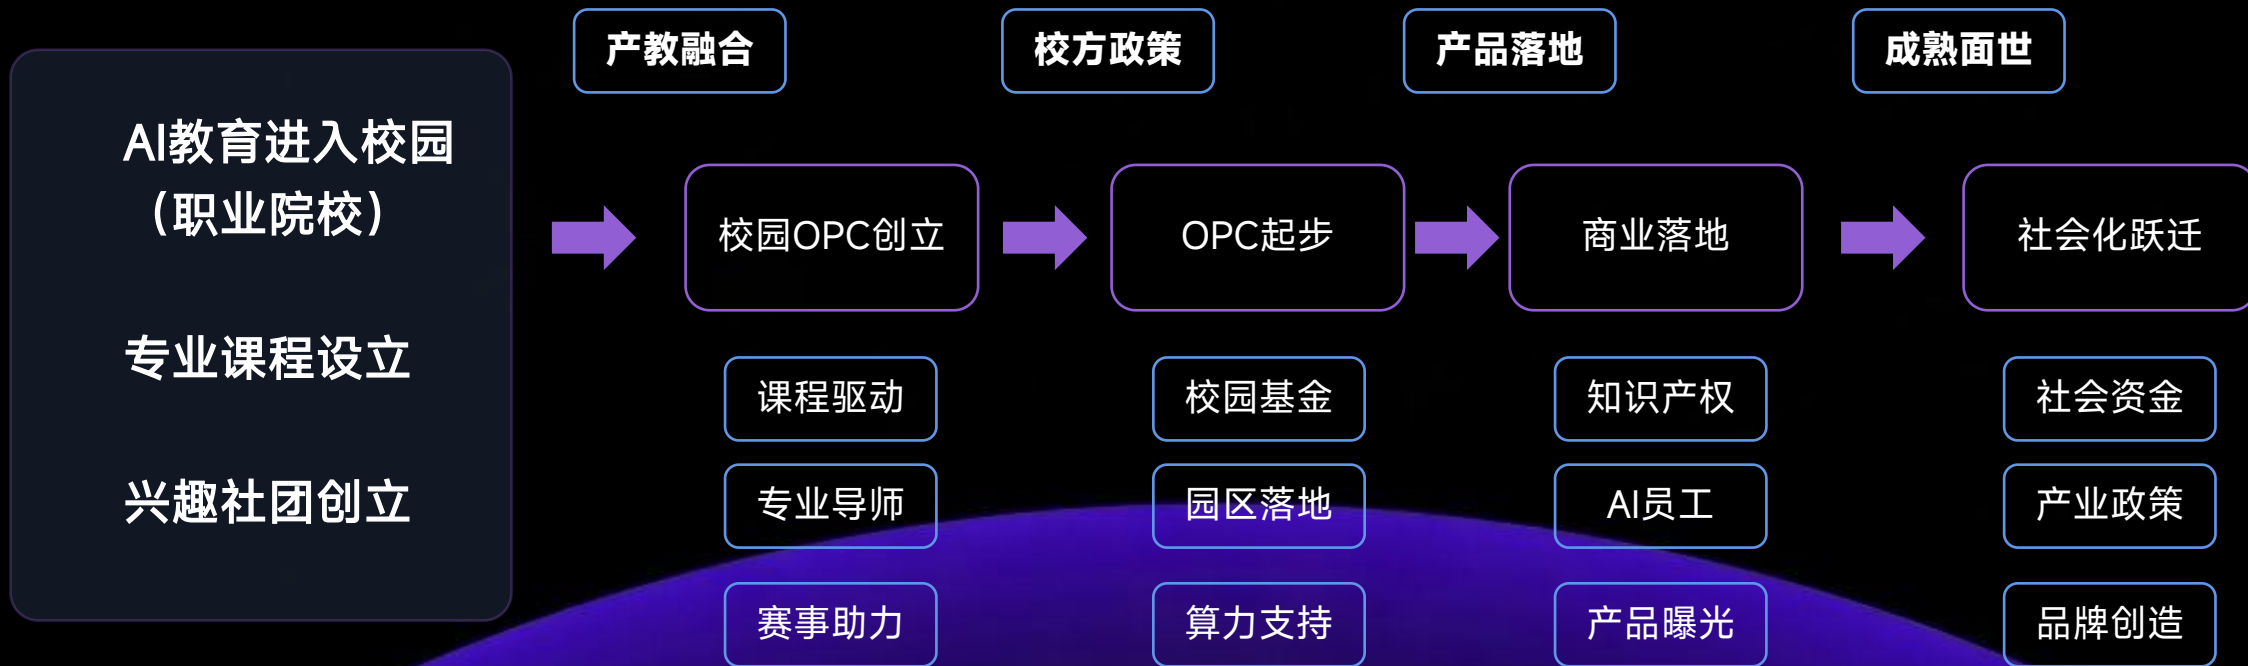 产教融合
校方政策
产品落地
成熟面世
AI教育进入校园
（职业院校）
专业课程设立
兴趣社团创立
校园OPC创立
OPC起步
商业落地
社会化跃迁
课程驱动
校园基金
知识产权
社会资金
专业导师
园区落地
AI员工
产业政策
赛事助力
算力支持
产品曝光
品牌创造